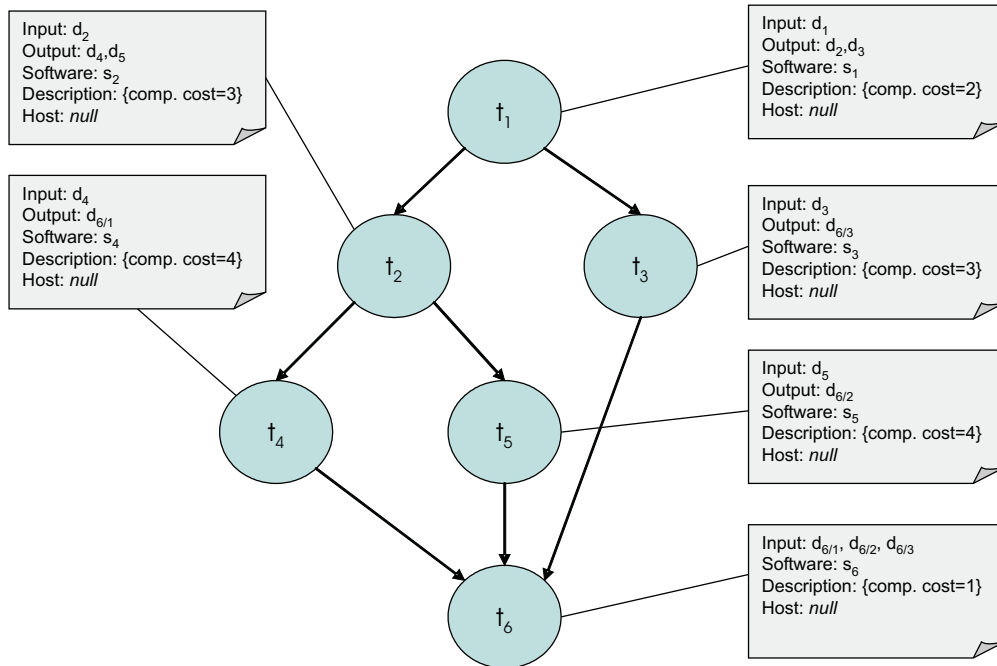 Input: d₂
Output: d₄,d₅
Software: s₂
Description: {comp. cost=3}
Host: null
Input: d₁
Output: d₂,d₃
Software: s₁
Description: {comp. cost=2}
Host: null
t₁
Input: d₄
Output: d₆/₁
Software: s₄
Description: {comp. cost=4}
Host: null
Input: d₃
Output: d₆/₃
Software: s₃
Description: {comp. cost=3}
Host: null
t₂
t₃
Input: d₅
Output: d₆/₂
Software: s₅
Description: {comp. cost=4}
Host: null
t₄
t₅
Input: d₆/₁, d₆/₂, d₆/₃
Software: s₆
Description: {comp. cost=1}
Host: null
t₆